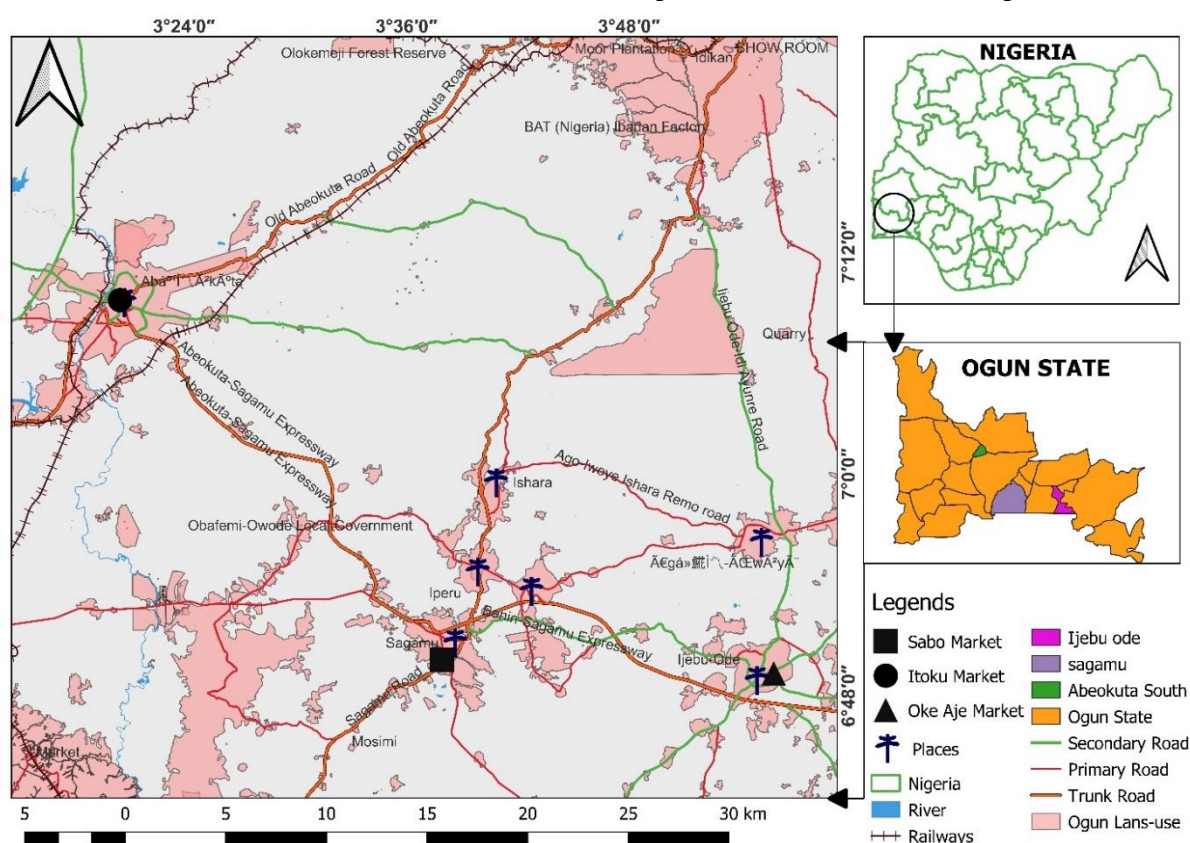 3°24'0"
3°36'0"
3°48'0"
Olokemeji Forest Reserve
Moor Plantation
Idikan
SHOW ROOM
BAT (Nigeria) Ibadan Factory
Old Abeokuta Road
Old Abeokuta Road
Quarry
Ijebu-Ode-Idi Ayunre Road
Abeokuta-Sagamu Expressway
Abeokuta-Sagamu Expressway
Ishara
Ago-Iwoye Ishara Remo road
Obafemi-Owode Local Government
Iperu
Benin-Sagamu Expressway
Sagamu
Ijebu-Ode
Sagamu Road
Mosimi
Market
7°12'0"
7°0'0"
6°48'0"
5 0 5 10 15 20 25 30 km
NIGERIA
OGUN STATE
Legends
Sabo Market
Itoku Market
Oke Aje Market
Places
Nigeria
River
Railways
Ijebu ode
sagamu
Abeokuta South
Ogun State
Secondary Road
Primary Road
Trunk Road
Ogun Lans-use